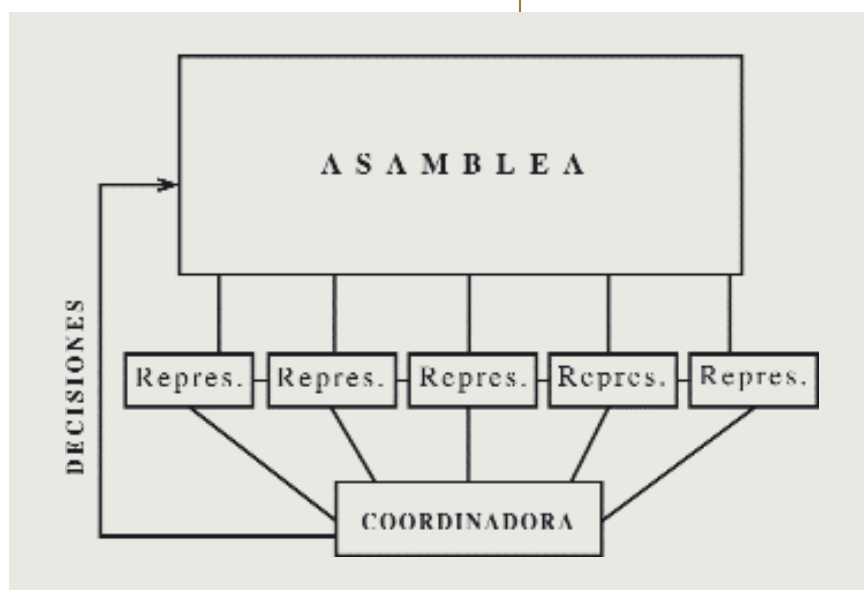 ASAMBLEA
DECISIONES
Repres. Repres. Repres. Repres. Repres.
COORDINADORA